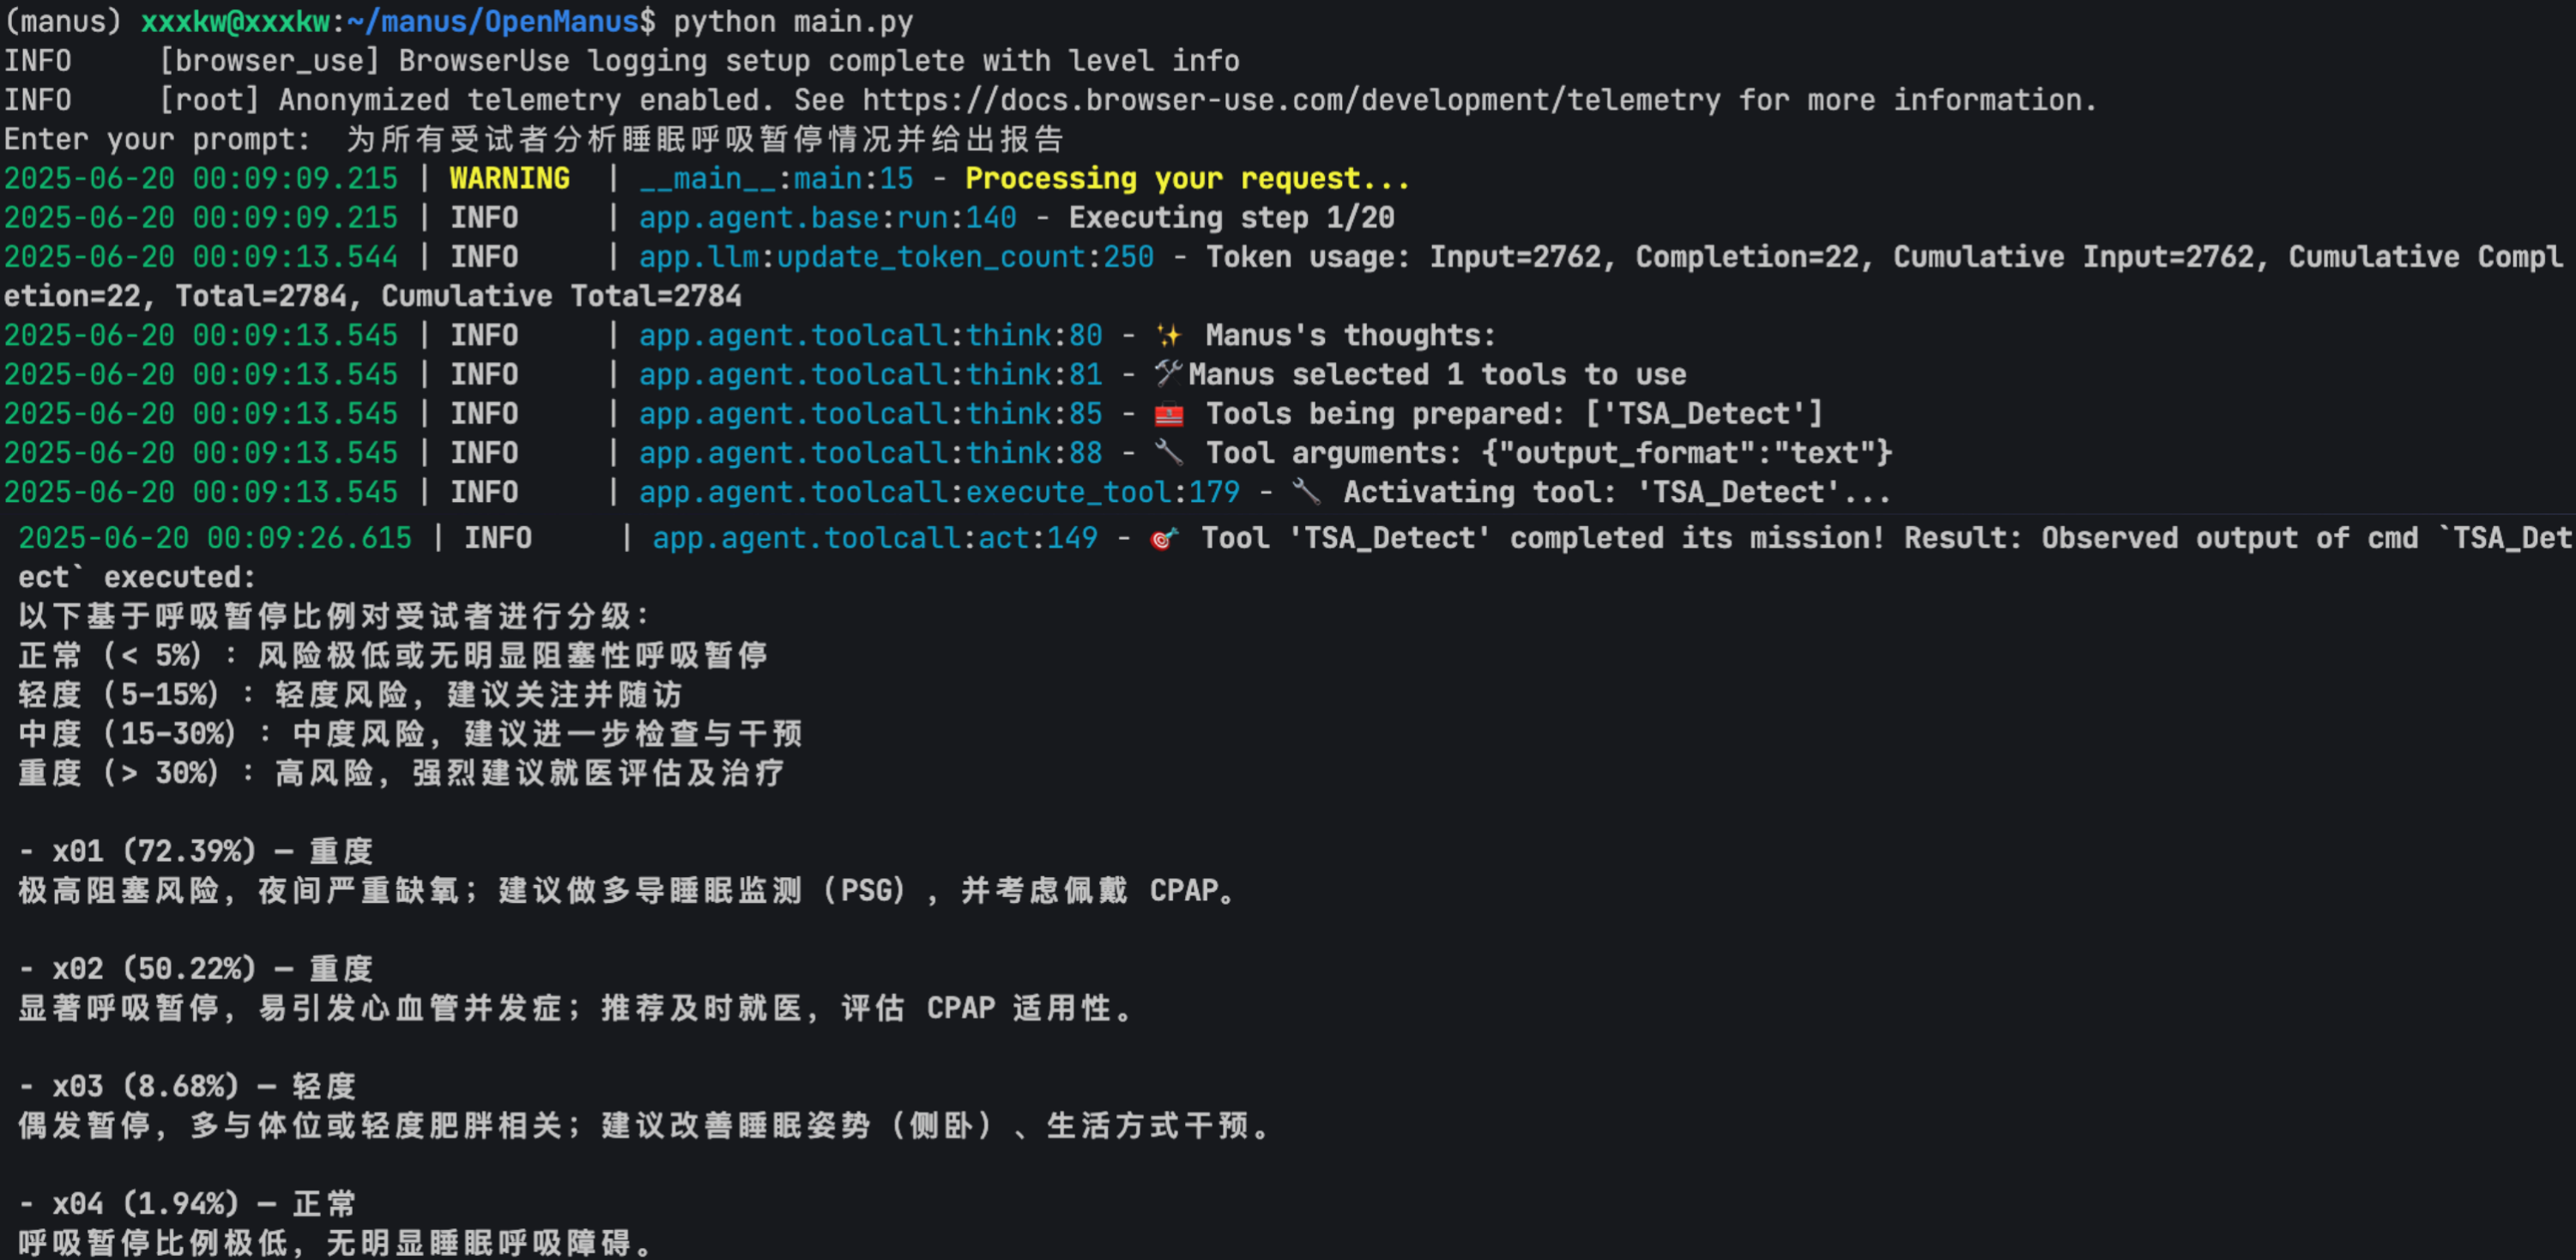 (manus) xxxkw@xxxkw:~/manus/OpenManus$ python main.py
INFO     [browser_use] BrowserUse logging setup complete with level info
INFO     [root] Anonymized telemetry enabled. See https://docs.browser-use.com/development/telemetry for more information.
Enter your prompt:  为所有受试者分析睡眠呼吸暂停情况并给出报告
2025-06-20 00:09:09.215 | WARNING  | __main__:main:15 - Processing your request...
2025-06-20 00:09:09.215 | INFO     | app.agent.base:run:140 - Executing step 1/20
2025-06-20 00:09:13.544 | INFO     | app.llm:update_token_count:250 - Token usage: Input=2762, Completion=22, Cumulative Input=2762, Cumulative Compl
etion=22, Total=2784, Cumulative Total=2784
2025-06-20 00:09:13.545 | INFO     | app.agent.toolcall:think:80 - ✨ Manus's thoughts:
2025-06-20 00:09:13.545 | INFO     | app.agent.toolcall:think:81 - 🛠️Manus selected 1 tools to use
2025-06-20 00:09:13.545 | INFO     | app.agent.toolcall:think:85 - 🧰 Tools being prepared: ['TSA_Detect']
2025-06-20 00:09:13.545 | INFO     | app.agent.toolcall:think:88 - 🔧 Tool arguments: {"output_format":"text"}
2025-06-20 00:09:13.545 | INFO     | app.agent.toolcall:execute_tool:179 - 🔧 Activating tool: 'TSA_Detect'...
2025-06-20 00:09:26.615 | INFO     | app.agent.toolcall:act:149 - 🎯 Tool 'TSA_Detect' completed its mission! Result: Observed output of cmd `TSA_Det
ect` executed:
以下基于呼吸暂停比例对受试者进行分级：
正常（< 5%）：风险极低或无明显阻塞性呼吸暂停
轻度（5–15%）：轻度风险，建议关注并随访
中度（15–30%）：中度风险，建议进一步检查与干预
重度（> 30%）：高风险，强烈建议就医评估及治疗
- x01 (72.39%) — 重度
极高阻塞风险，夜间严重缺氧；建议做多导睡眠监测（PSG），并考虑佩戴 CPAP。
- x02 (50.22%) — 重度
显著呼吸暂停，易引发心血管并发症；推荐及时就医，评估 CPAP 适用性。
- x03 (8.68%) — 轻度
偶发暂停，多与体位或轻度肥胖相关；建议改善睡眠姿势（侧卧）、生活方式干预。
- x04 (1.94%) — 正常
呼吸暂停比例极低，无明显睡眠呼吸障碍。